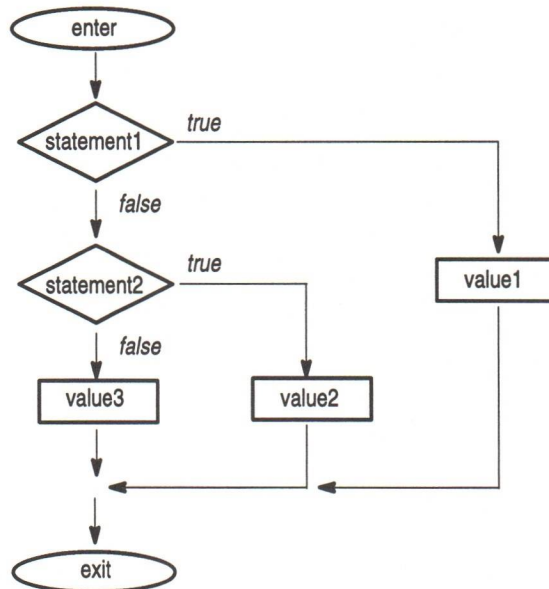 enter
statement1
true
false
statement2
true
value1
false
value3
value2
exit